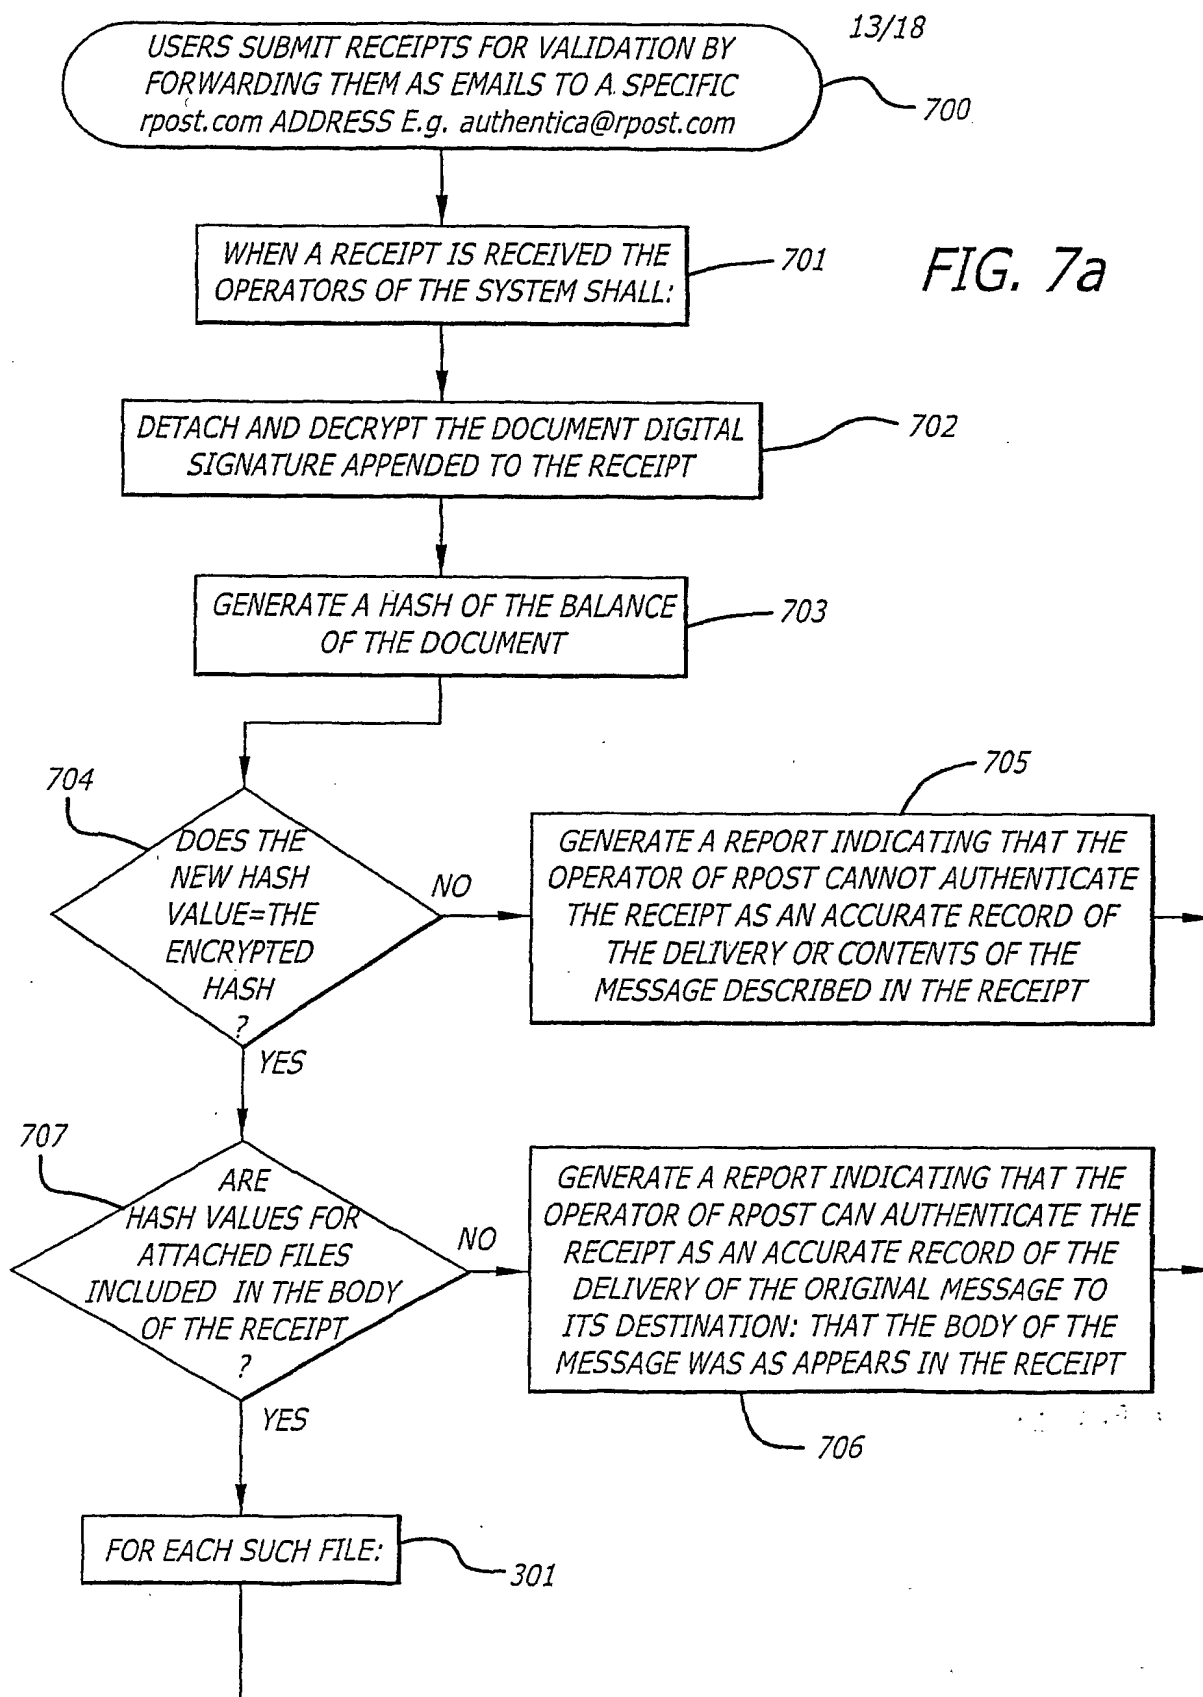 13/18
USERS SUBMIT RECEIPTS FOR VALIDATION BY
FORWARDING THEM AS EMAILS TO A SPECIFIC
rpost.com ADDRESS E.g. authentica@rpost.com
700
WHEN A RECEIPT IS RECEIVED THE
OPERATORS OF THE SYSTEM SHALL:
701
FIG. 7a
DETACH AND DECRYPT THE DOCUMENT DIGITAL
SIGNATURE APPENDED TO THE RECEIPT
702
GENERATE A HASH OF THE BALANCE
OF THE DOCUMENT
703
704
DOES THE
NEW HASH
VALUE=THE
ENCRYPTED
HASH
?
NO
YES
705
GENERATE A REPORT INDICATING THAT THE
OPERATOR OF RPOST CANNOT AUTHENTICATE
THE RECEIPT AS AN ACCURATE RECORD OF
THE DELIVERY OR CONTENTS OF THE
MESSAGE DESCRIBED IN THE RECEIPT
707
ARE
HASH VALUES FOR
ATTACHED FILES
INCLUDED IN THE BODY
OF THE RECEIPT
?
NO
YES
GENERATE A REPORT INDICATING THAT THE
OPERATOR OF RPOST CAN AUTHENTICATE THE
RECEIPT AS AN ACCURATE RECORD OF THE
DELIVERY OF THE ORIGINAL MESSAGE TO
ITS DESTINATION: THAT THE BODY OF THE
MESSAGE WAS AS APPEARS IN THE RECEIPT
706
FOR EACH SUCH FILE:
301